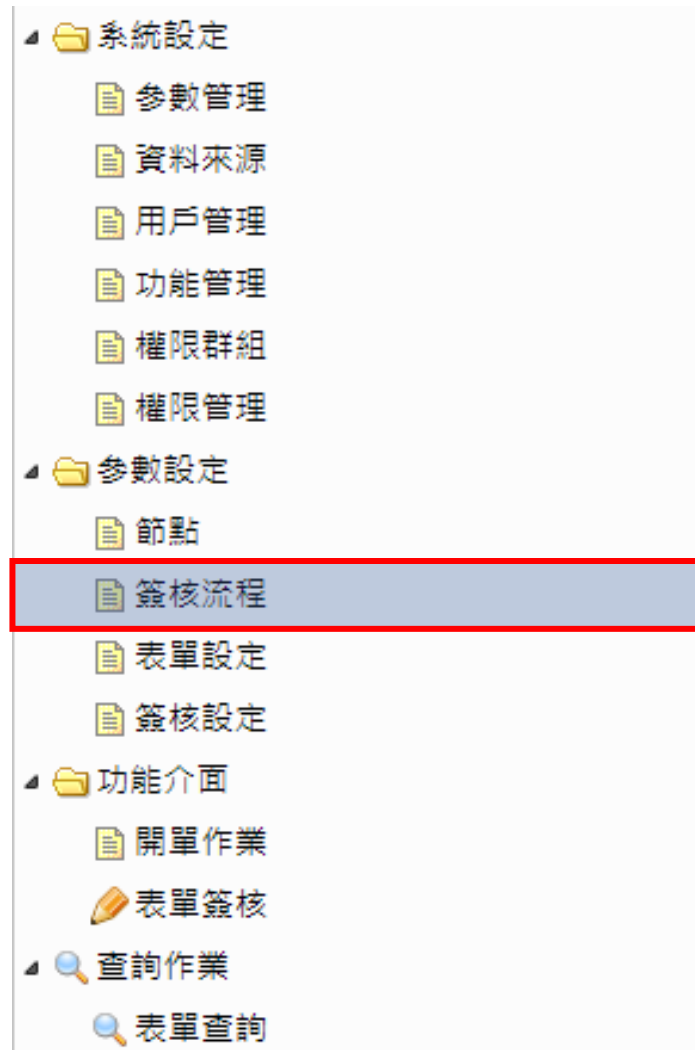 系統設定
參數管理
資料來源
用戶管理
功能管理
權限群組
權限管理
參數設定
節點
簽核流程
表單設定
簽核設定
功能介面
開單作業
表單簽核
查詢作業
表單查詢